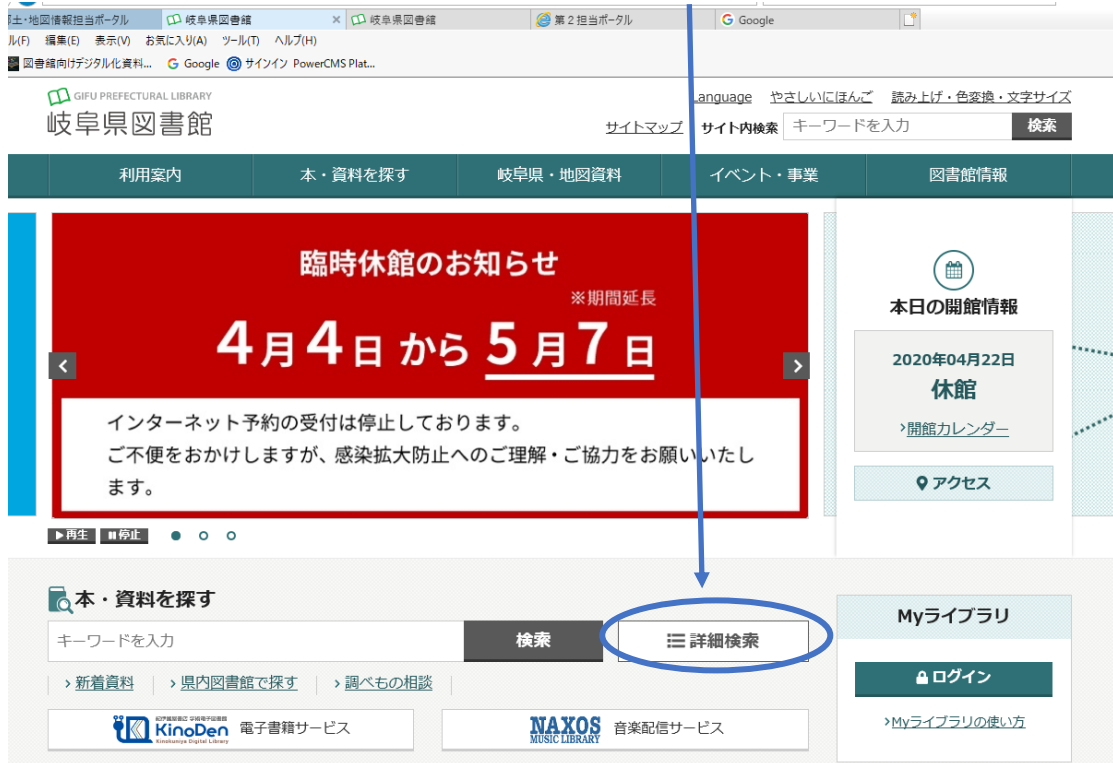 土・地図情報担当ポータル
岐阜県図書館
岐阜県図書館
第２担当ポータル
Google
ル(F) 編集(E) 表示(V) お気に入り(A) ツール(T) ヘルプ(H)
図書館向けデジタル化資料... Google サインイン PowerCMS Plat...
GIFU PREFECTURAL LIBRARY
岐阜県図書館
Language やさしいにほんご 読み上げ・色変換・文字サイズ
サイトマップ サイト内検索 キーワードを入力 検索
利用案内 本・資料を探す 岐阜県・地図資料 イベント・事業 図書館情報
臨時休館のお知らせ
※期間延長
4月4日 から 5月7日
インターネット予約の受付は停止しております。
ご不便をおかけしますが、感染拡大防止へのご理解・ご協力をお願いいたし
ます。
本日の開館情報
2020年04月22日
休館
開館カレンダー
アクセス
再生 停止
本・資料を探す
キーワードを入力 検索 詳細検索
新着資料 県内図書館で探す 調べもの相談
KinoDen
Kinokuniya Digital Library
電子書籍サービス
NAXOS
MUSIC LIBRARY
音楽配信サービス
Myライブラリ
ログイン
Myライブラリの使い方